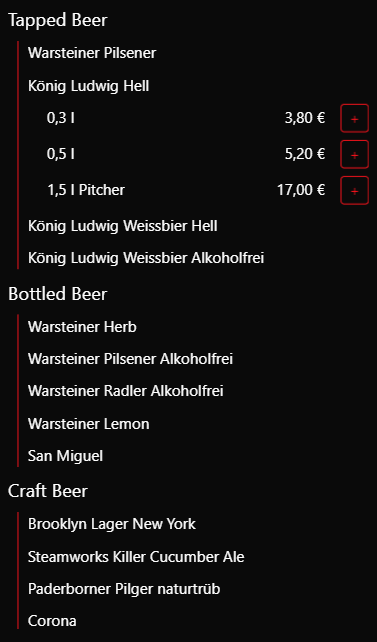 Tapped Beer
Warsteiner Pilsener
König Ludwig Hell
0,3 l 3,80 € +
0,5 l 5,20 € +
1,5 l Pitcher 17,00 € +
König Ludwig Weissbier Hell
König Ludwig Weissbier Alkoholfrei
Bottled Beer
Warsteiner Herb
Warsteiner Pilsener Alkoholfrei
Warsteiner Radler Alkoholfrei
Warsteiner Lemon
San Miguel
Craft Beer
Brooklyn Lager New York
Steamworks Killer Cucumber Ale
Paderborner Pilger naturtrüb
Corona